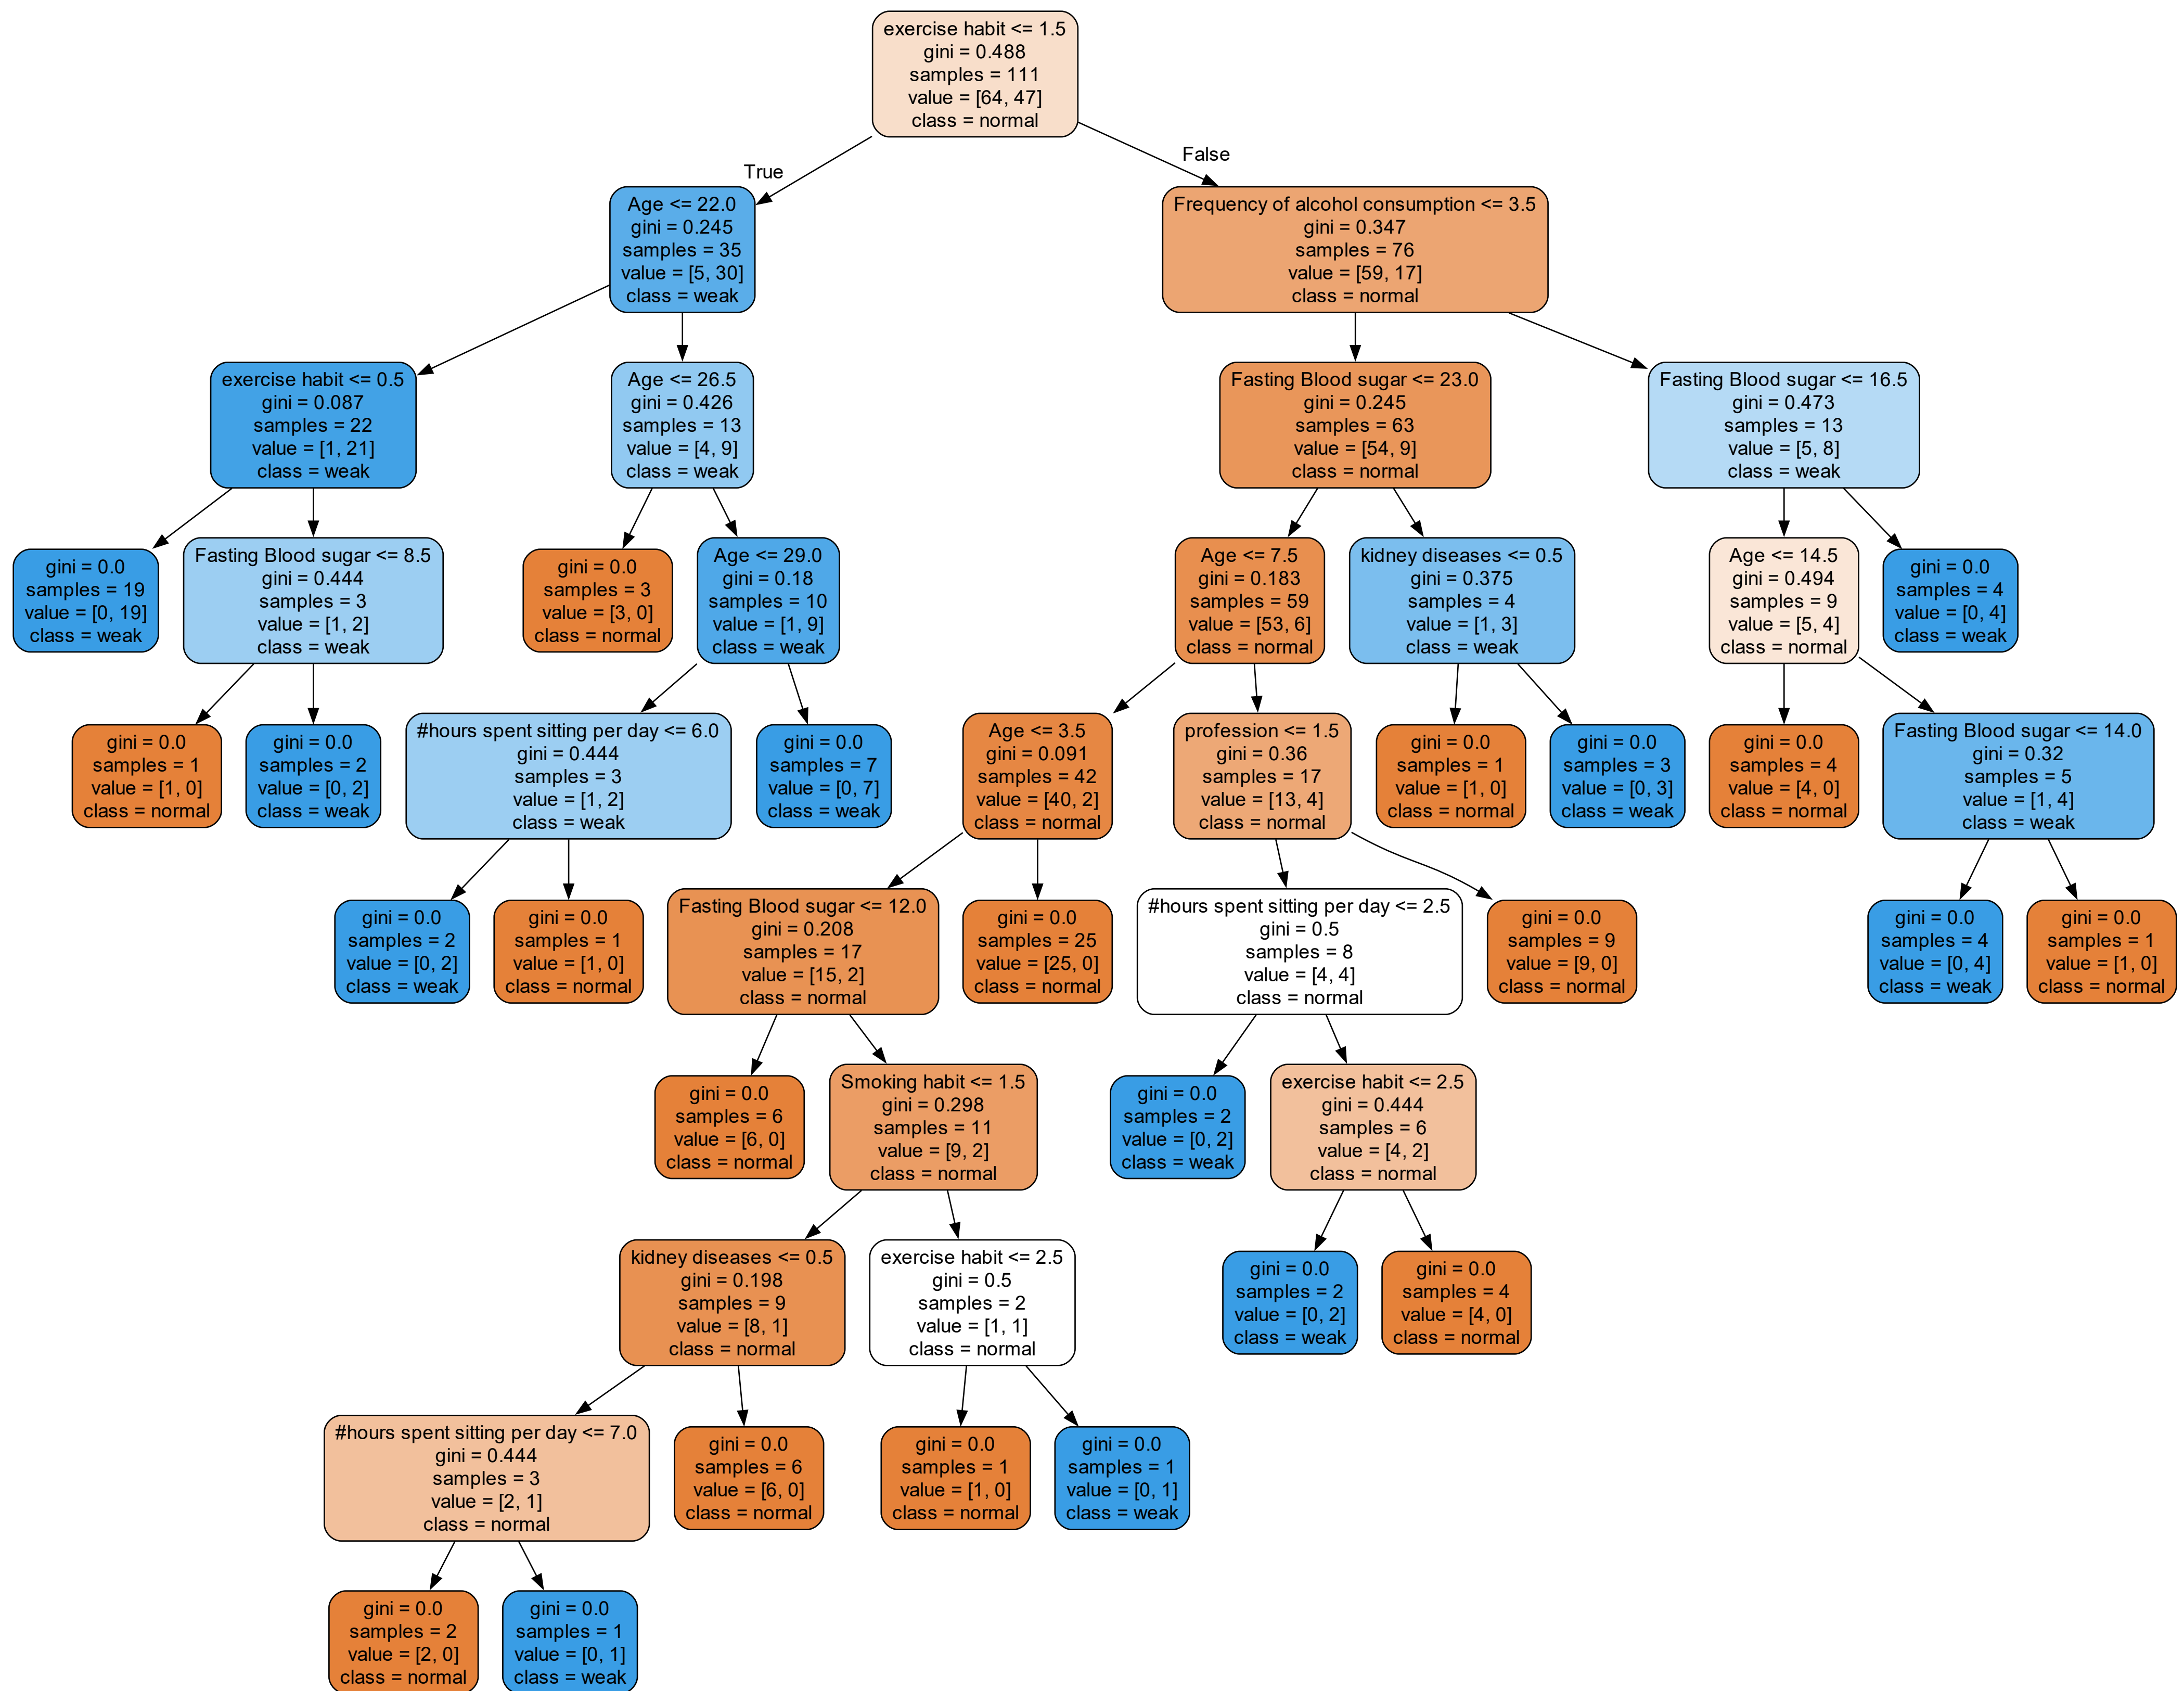 exercise habit <= 1.5
gini = 0.488
samples = 111
value = [64, 47]
class = normal
True
False
Age <= 22.0
gini = 0.245
samples = 35
value = [5, 30]
class = weak
Frequency of alcohol consumption <= 3.5
gini = 0.347
samples = 76
value = [59, 17]
class = normal
exercise habit <= 0.5
gini = 0.087
samples = 22
value = [1, 21]
class = weak
Age <= 26.5
gini = 0.426
samples = 13
value = [4, 9]
class = weak
Fasting Blood sugar <= 23.0
gini = 0.245
samples = 63
value = [54, 9]
class = normal
Fasting Blood sugar <= 16.5
gini = 0.473
samples = 13
value = [5, 8]
class = weak
gini = 0.0
samples = 19
value = [0, 19]
class = weak
Fasting Blood sugar <= 8.5
gini = 0.444
samples = 3
value = [1, 2]
class = weak
gini = 0.0
samples = 3
value = [3, 0]
class = normal
Age <= 29.0
gini = 0.18
samples = 10
value = [1, 9]
class = weak
Age <= 7.5
gini = 0.183
samples = 59
value = [53, 6]
class = normal
kidney diseases <= 0.5
gini = 0.375
samples = 4
value = [1, 3]
class = weak
Age <= 14.5
gini = 0.494
samples = 9
value = [5, 4]
class = normal
gini = 0.0
samples = 4
value = [0, 4]
class = weak
gini = 0.0
samples = 1
value = [1, 0]
class = normal
gini = 0.0
samples = 2
value = [0, 2]
class = weak
#hours spent sitting per day <= 6.0
gini = 0.444
samples = 3
value = [1, 2]
class = weak
gini = 0.0
samples = 7
value = [0, 7]
class = weak
Age <= 3.5
gini = 0.091
samples = 42
value = [40, 2]
class = normal
profession <= 1.5
gini = 0.36
samples = 17
value = [13, 4]
class = normal
gini = 0.0
samples = 1
value = [1, 0]
class = normal
gini = 0.0
samples = 3
value = [0, 3]
class = weak
gini = 0.0
samples = 4
value = [4, 0]
class = normal
Fasting Blood sugar <= 14.0
gini = 0.32
samples = 5
value = [1, 4]
class = weak
gini = 0.0
samples = 2
value = [0, 2]
class = weak
gini = 0.0
samples = 1
value = [1, 0]
class = normal
Fasting Blood sugar <= 12.0
gini = 0.208
samples = 17
value = [15, 2]
class = normal
gini = 0.0
samples = 25
value = [25, 0]
class = normal
#hours spent sitting per day <= 2.5
gini = 0.5
samples = 8
value = [4, 4]
class = normal
gini = 0.0
samples = 9
value = [9, 0]
class = normal
gini = 0.0
samples = 4
value = [0, 4]
class = weak
gini = 0.0
samples = 1
value = [1, 0]
class = normal
gini = 0.0
samples = 6
value = [6, 0]
class = normal
Smoking habit <= 1.5
gini = 0.298
samples = 11
value = [9, 2]
class = normal
gini = 0.0
samples = 2
value = [0, 2]
class = weak
exercise habit <= 2.5
gini = 0.444
samples = 6
value = [4, 2]
class = normal
kidney diseases <= 0.5
gini = 0.198
samples = 9
value = [8, 1]
class = normal
exercise habit <= 2.5
gini = 0.5
samples = 2
value = [1, 1]
class = normal
gini = 0.0
samples = 2
value = [0, 2]
class = weak
gini = 0.0
samples = 4
value = [4, 0]
class = normal
#hours spent sitting per day <= 7.0
gini = 0.444
samples = 3
value = [2, 1]
class = normal
gini = 0.0
samples = 6
value = [6, 0]
class = normal
gini = 0.0
samples = 1
value = [1, 0]
class = normal
gini = 0.0
samples = 1
value = [0, 1]
class = weak
gini = 0.0
samples = 2
value = [2, 0]
class = normal
gini = 0.0
samples = 1
value = [0, 1]
class = weak